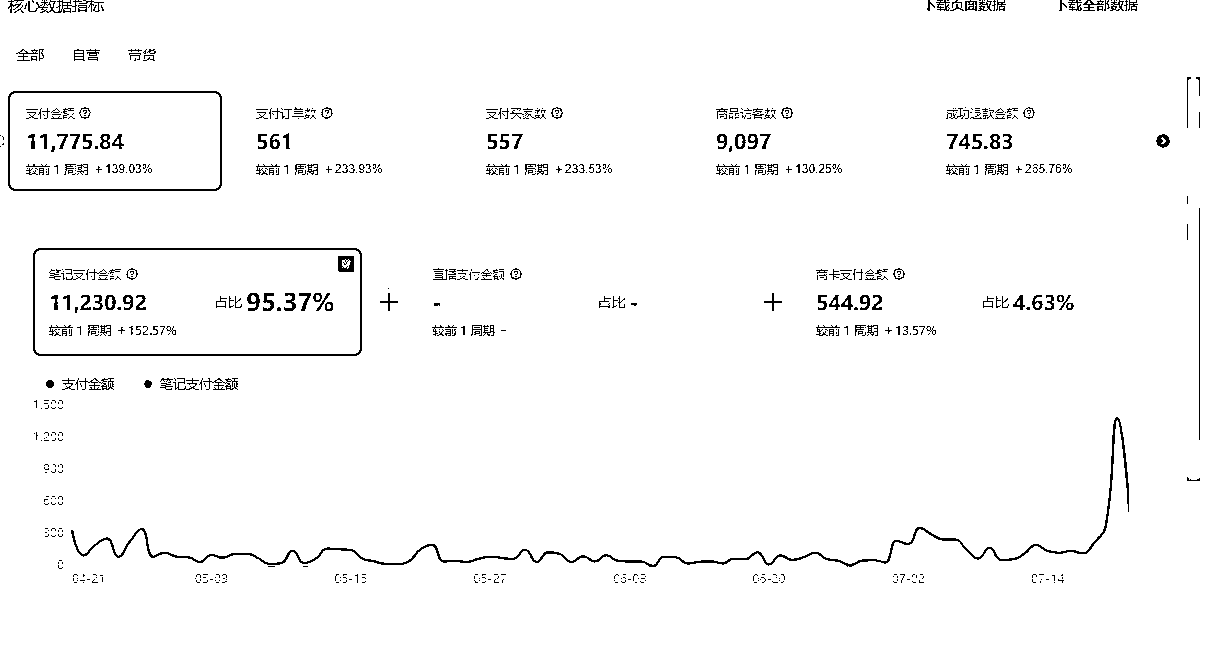 核心数据指标 下载页面数据 下载全部数据
全部 自营 带货
支付金额 支付订单数 支付买家数 商品访客数 成功退款金额
11,775.84 561 557 9,097 745.83
较前 1 周期 +139.03% 较前 1 周期 +233.93% 较前 1 周期 +233.53% 较前 1 周期 +130.25% 较前 1 周期 +265.76%
笔记支付金额 直播支付金额 商卡支付金额
11,230.92 占比 95.37% + - 占比 - + 544.92 占比 4.63%
较前 1 周期 +152.57% 较前 1 周期 - 较前 1 周期 +13.57%
支付金额 笔记支付金额
1,500
1,200
900
600
300
0
04-21 05-03 05-15 05-27 06-08 06-20 07-02 07-14